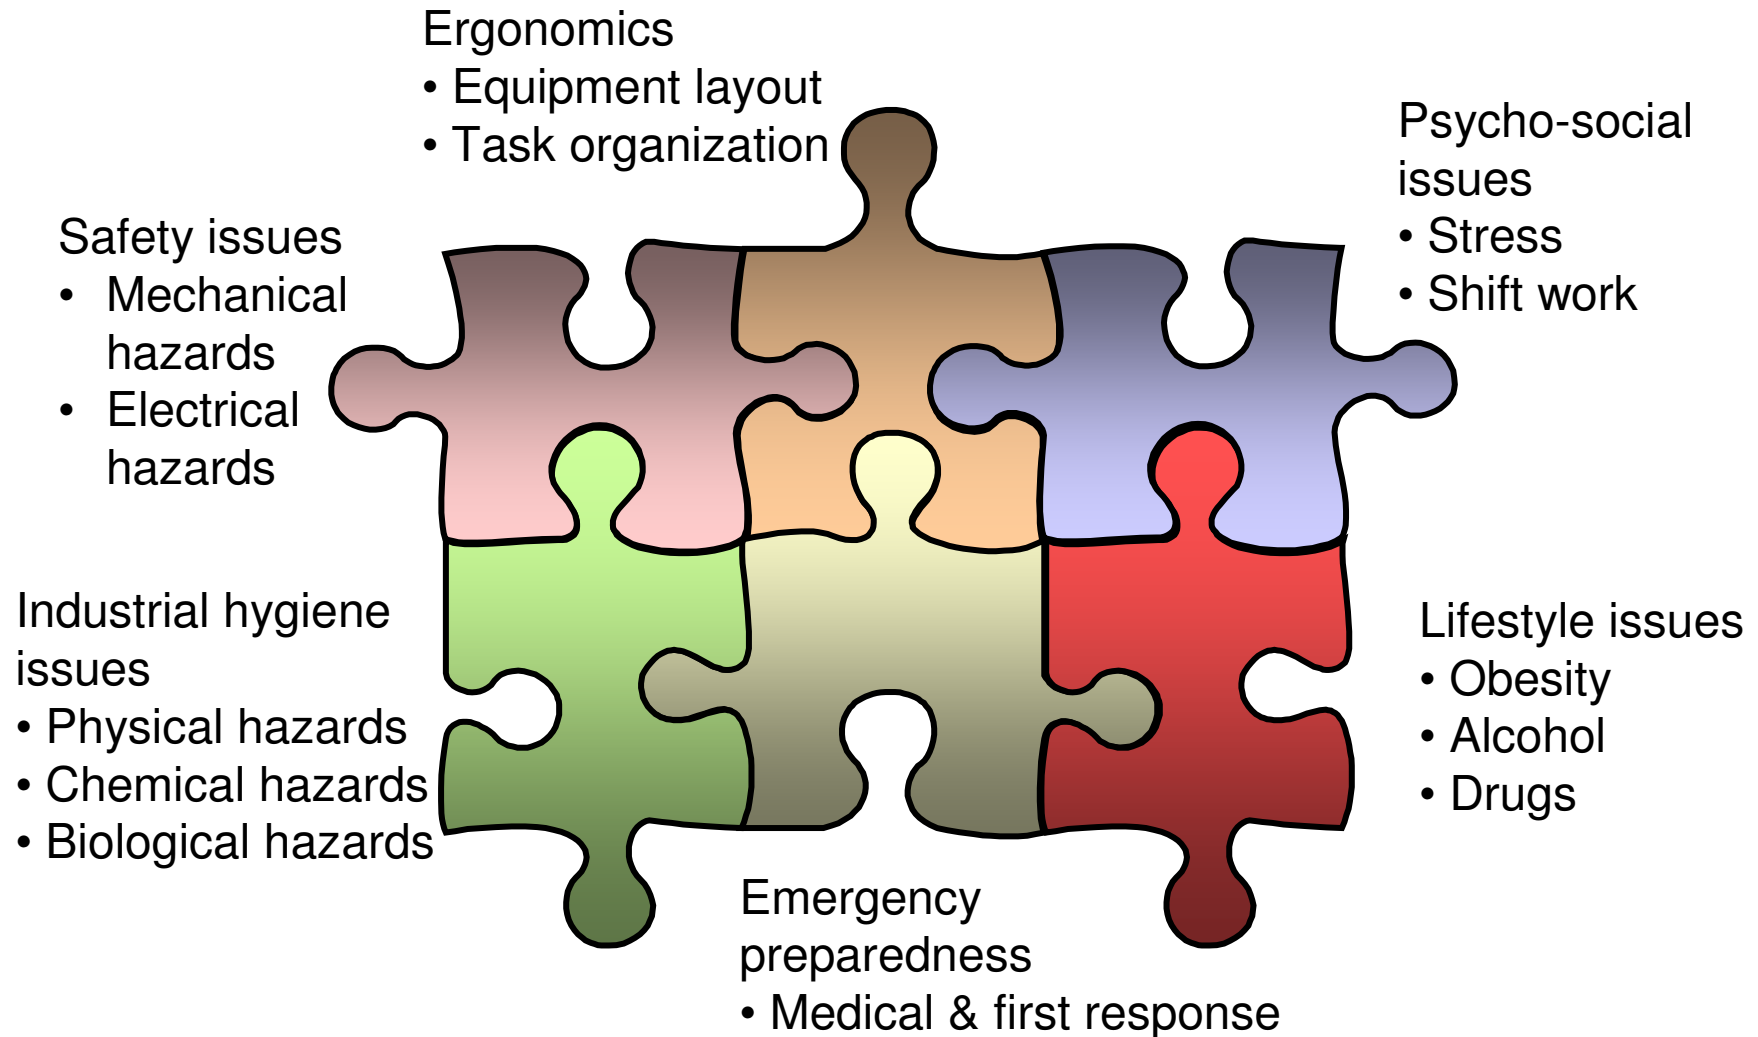 Ergonomics
• Equipment layout
• Task organization
Psycho-social
issues
• Stress
• Shift work
Safety issues
• Mechanical
hazards
• Electrical
hazards
Industrial hygiene
issues
• Physical hazards
• Chemical hazards
• Biological hazards
Lifestyle issues
• Obesity
• Alcohol
• Drugs
Emergency
preparedness
• Medical & first response